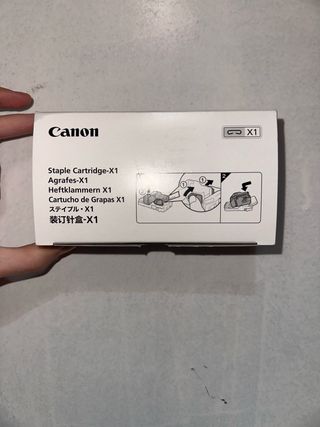 Canon
X1
Staple Cartridge-X1
Agrafes-X1
Heftklammern X1
Cartucho de Grapas X1
ステイプル・X1
装订针盒-X1